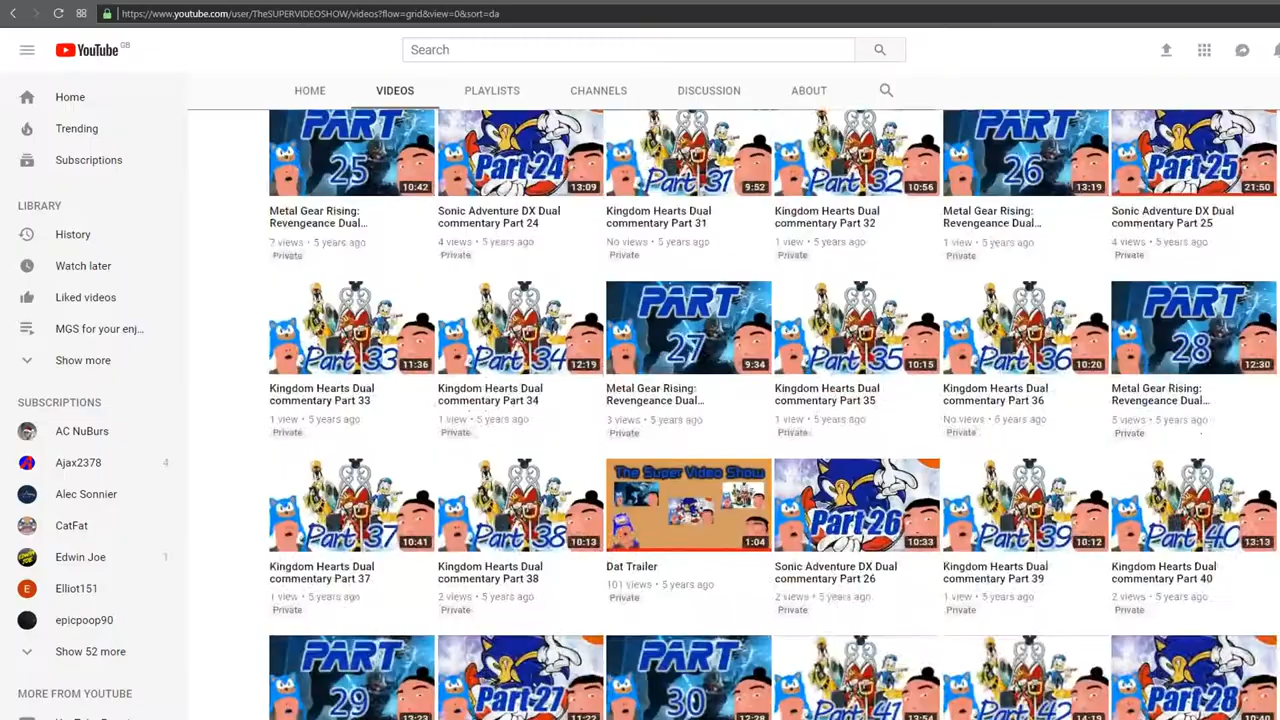 https://www.youtube.com/user/TheSUPERVIDEOSHOW/videos?flow=grid&view=0&sort=da
YouTube GB
Search
HOME VIDEOS PLAYLISTS CHANNELS DISCUSSION ABOUT
Home
Trending
Subscriptions
LIBRARY
History
Watch later
Liked videos
MGS for your enj...
Show more
SUBSCRIPTIONS
AC NuBurs
Ajax2378 4
Alec Sonnier
CatFat
Edwin Joe 1
E Elliot151
epicpoop90
Show 52 more
MORE FROM YOUTUBE
PART
25
10:42
Metal Gear Rising:
Revengeance Dual...
7 views • 5 years ago
Private
Part 24
13:09
Sonic Adventure DX Dual
commentary Part 24
4 views • 5 years ago
Private
Part 31
9:52
Kingdom Hearts Dual
commentary Part 31
No views • 5 years ago
Private
Part 32
10:56
Kingdom Hearts Dual
commentary Part 32
1 view • 5 years ago
Private
PART
26
13:19
Metal Gear Rising:
Revengeance Dual...
1 view • 5 years ago
Private
Part 25
21:50
Sonic Adventure DX Dual
commentary Part 25
4 views • 5 years ago
Private
Part 33
11:36
Kingdom Hearts Dual
commentary Part 33
1 view • 5 years ago
Private
Part 34
12:19
Kingdom Hearts Dual
commentary Part 34
1 view • 5 years ago
Private
PART
27
9:34
Metal Gear Rising:
Revengeance Dual...
3 views • 5 years ago
Private
Part 35
10:15
Kingdom Hearts Dual
commentary Part 35
1 view • 5 years ago
Private
Part 36
10:20
Kingdom Hearts Dual
commentary Part 36
No views • 5 years ago
Private
PART
28
12:30
Metal Gear Rising:
Revengeance Dual...
5 views • 5 years ago
Private
Part 37
10:41
Kingdom Hearts Dual
commentary Part 37
1 view • 5 years ago
Private
Part 38
10:13
Kingdom Hearts Dual
commentary Part 38
2 views • 5 years ago
Private
The Super Video Show
1:04
Dat Trailer
101 views • 5 years ago
Private
Part 26
10:33
Sonic Adventure DX Dual
commentary Part 26
2 views • 5 years ago
Private
Part 39
10:12
Kingdom Hearts Dual
commentary Part 39
1 view • 5 years ago
Private
Part 40
13:13
Kingdom Hearts Dual
commentary Part 40
2 views • 5 years ago
Private
PART
29
Part 27
PART
30
Part 41
Part 42
Part 28